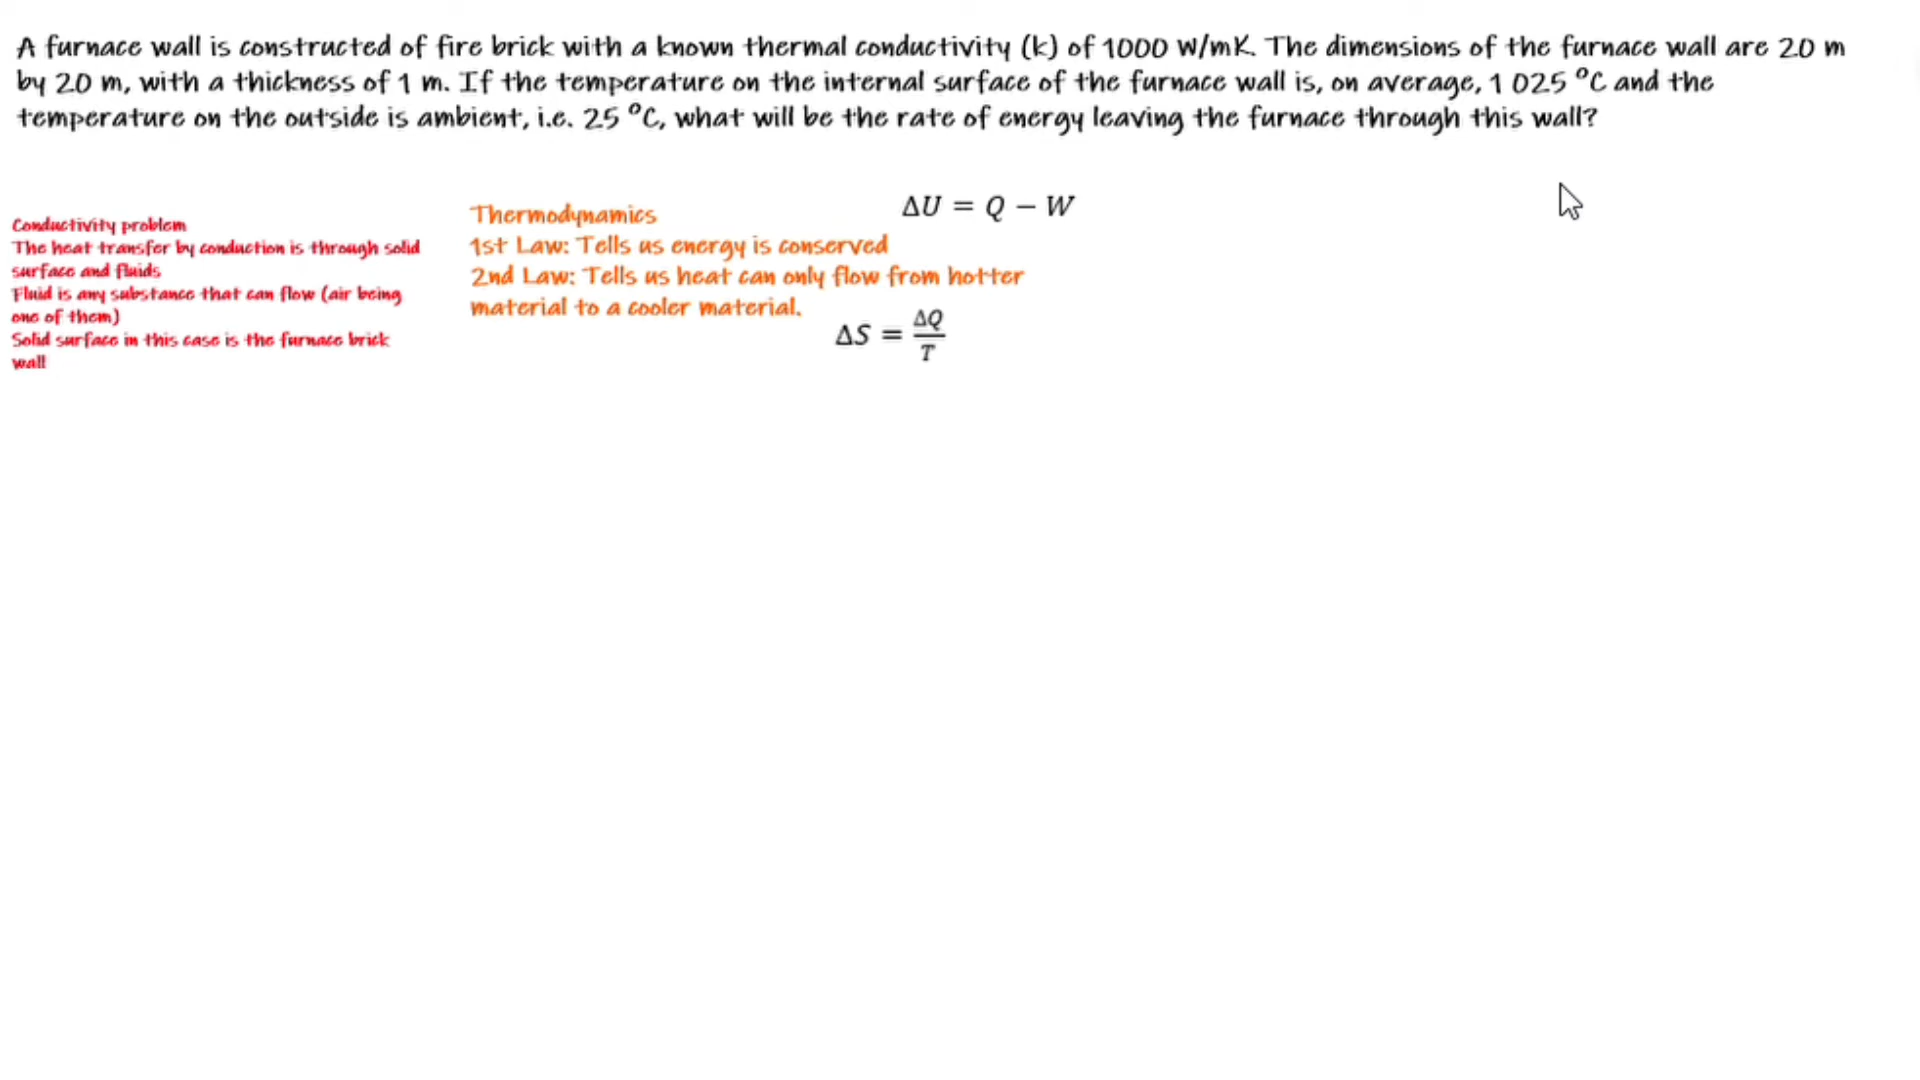 A furnace wall is constructed of fire brick with a known thermal conductivity (k) of 1000 W/mK. The dimensions of the furnace wall are 20 m
by 20 m, with a thickness of 1 m. If the temperature on the internal surface of the furnace wall is, on average, 1 025 °C and the
temperature on the outside is ambient, i.e. 25 °C, what will be the rate of energy leaving the furnace through this wall?
Conductivity problem
The heat transfer by conduction is through solid
surface and fluids
Fluid is any substance that can flow (air being
one of them)
Solid surface in this case is the furnace brick
wall
Thermodynamics
ΔU = Q − W
1st Law: Tells us energy is conserved
2nd Law: Tells us heat can only flow from hotter
material to a cooler material.
ΔS = ΔQ/T